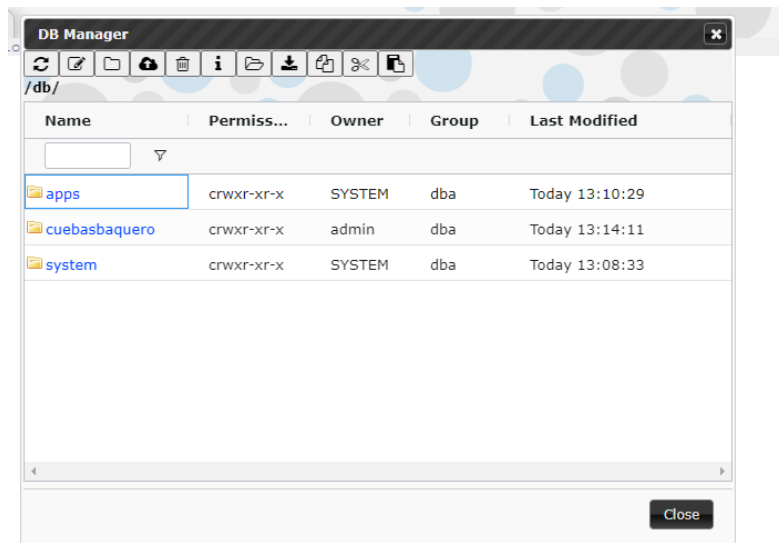 DB Manager
/db/
Name Permiss... Owner Group Last Modified
apps crwxr-xr-x SYSTEM dba Today 13:10:29
cuebasbaquero crwxr-xr-x admin dba Today 13:14:11
system crwxr-xr-x SYSTEM dba Today 13:08:33
Close